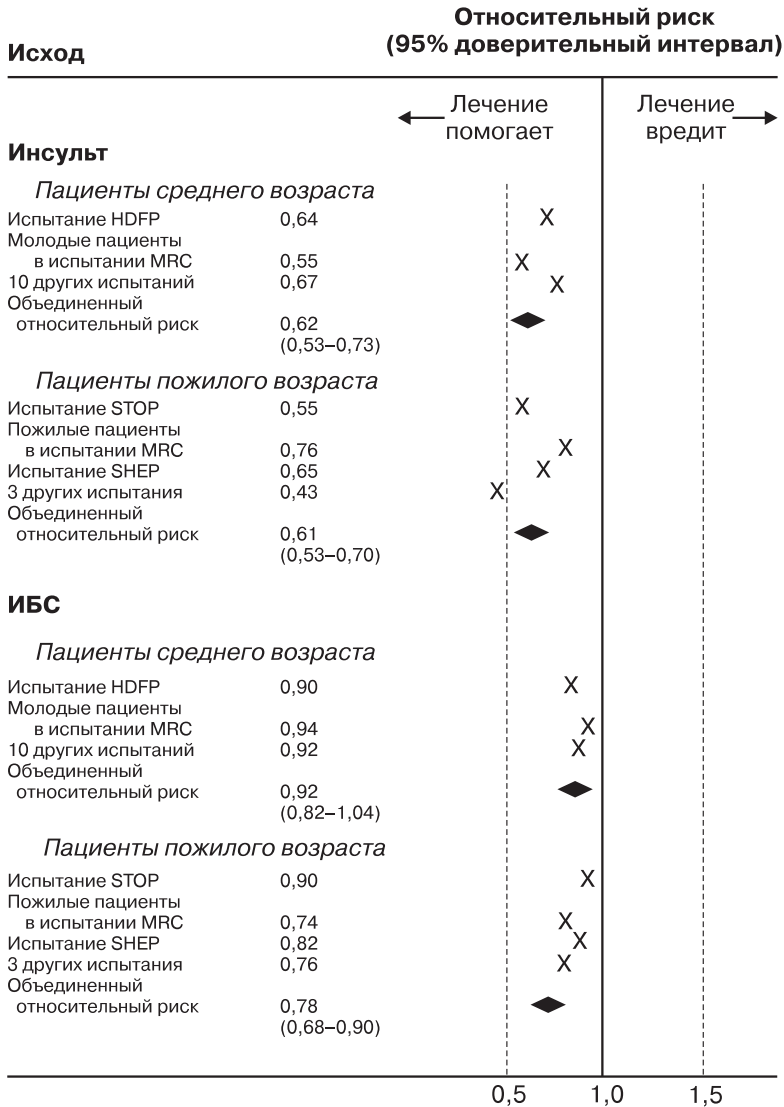 Исход
Относительный риск
(95% доверительный интервал)
Лечение
помогает
Лечение
вредит
Инсульт
Пациенты среднего возраста
Испытание HDFP 0,64 X
Молодые пациенты
в испытании MRC 0,55 X
10 других испытаний 0,67 X
Объединенный
относительный риск 0,62
(0,53–0,73)
Пациенты пожилого возраста
Испытание STOP 0,55 X
Пожилые пациенты
в испытании MRC 0,76 X
Испытание SHEP 0,65 X
3 других испытания 0,43 X
Объединенный
относительный риск 0,61
(0,53–0,70)
ИБС
Пациенты среднего возраста
Испытание HDFP 0,90 X
Молодые пациенты
в испытании MRC 0,94 X
10 других испытаний 0,92 X
Объединенный
относительный риск 0,92
(0,82–1,04)
Пациенты пожилого возраста
Испытание STOP 0,90 X
Пожилые пациенты
в испытании MRC 0,74 X
Испытание SHEP 0,82 X
3 других испытания 0,76 X
Объединенный
относительный риск 0,78
(0,68–0,90)
0,5 1,0 1,5